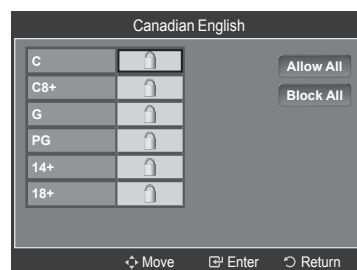 Canadian English
C
C8+
G
PG
14+
18+
Allow All
Block All
Move Enter Return